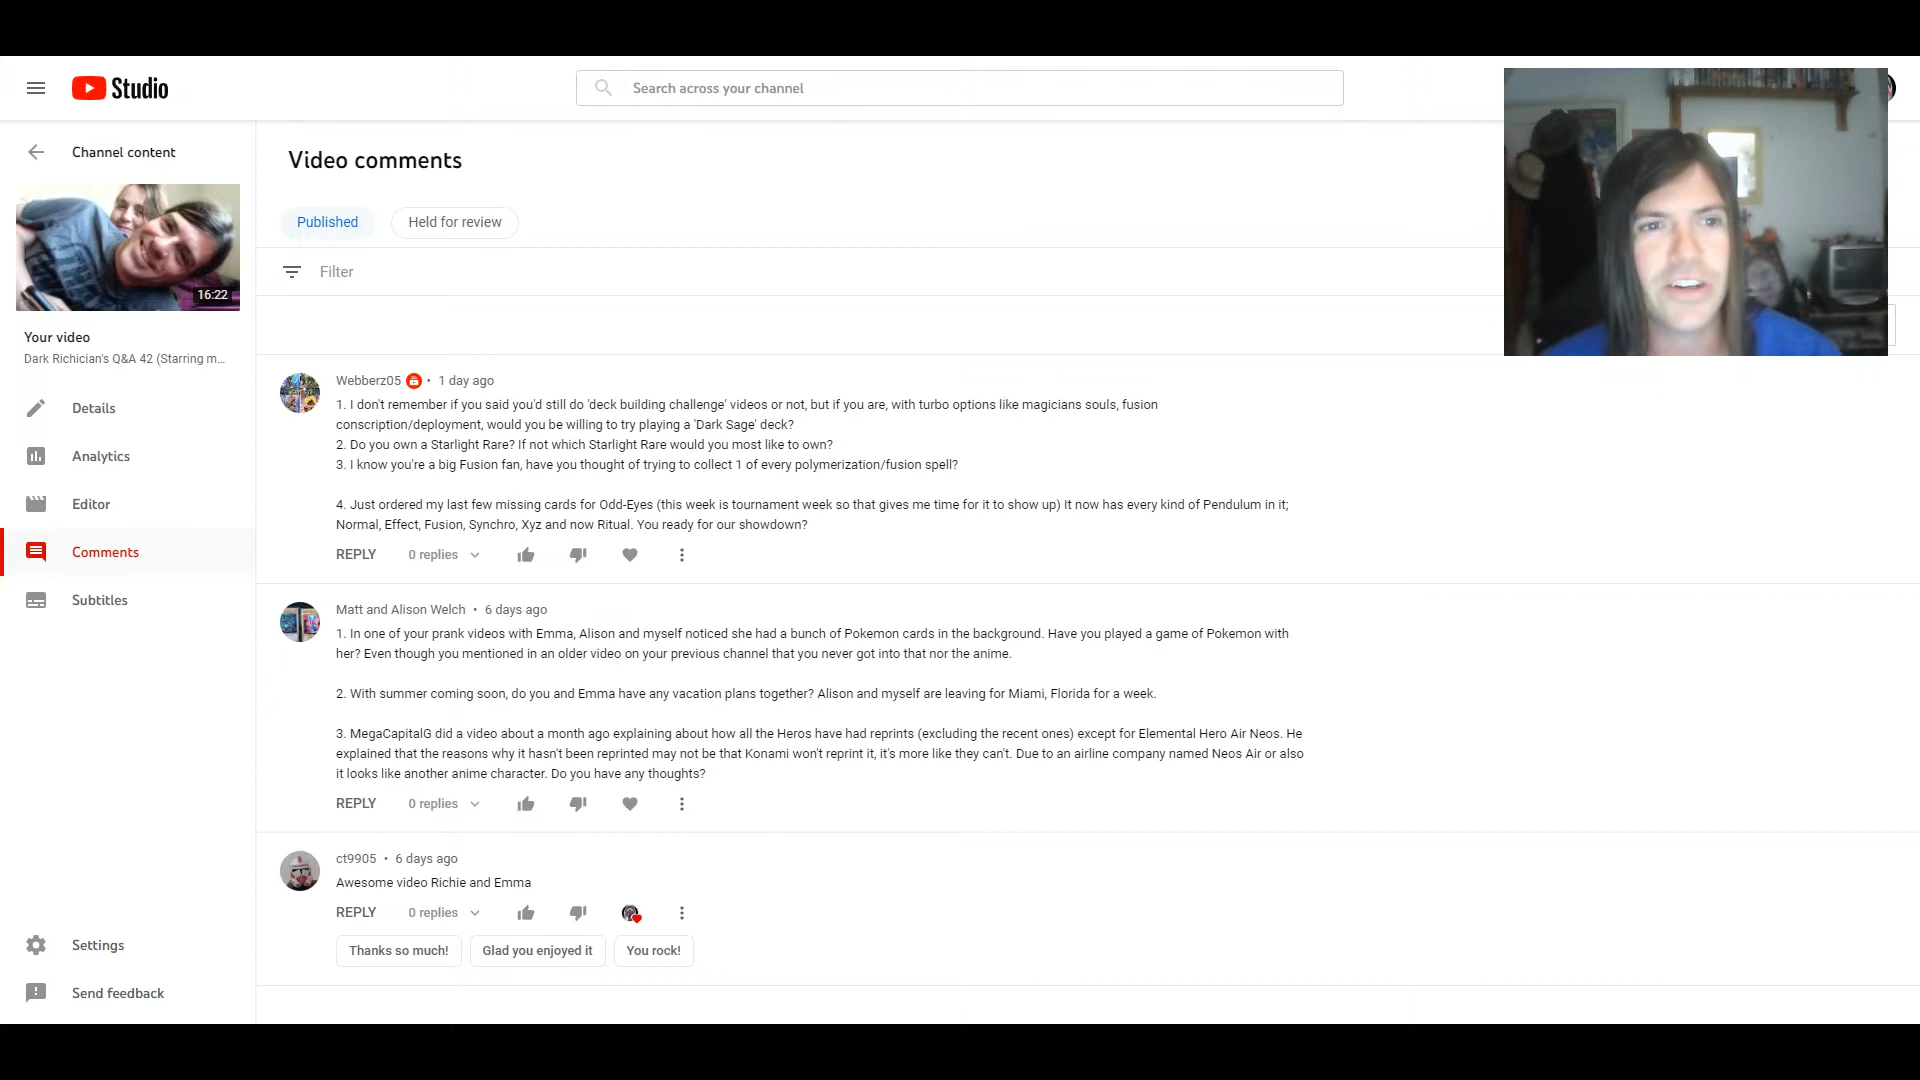 Studio
Search across your channel
Channel content
16:22
Your video
Dark Richician's Q&A 42 (Starring m...
Details
Analytics
Editor
Comments
Subtitles
Settings
Send feedback
Video comments
Published
Held for review
Filter
Webberz05 • 1 day ago
1. I don't remember if you said you'd still do 'deck building challenge' videos or not, but if you are, with turbo options like magicians souls, fusion
conscription/deployment, would you be willing to try playing a 'Dark Sage' deck?
2. Do you own a Starlight Rare? If not which Starlight Rare would you most like to own?
3. I know you're a big Fusion fan, have you thought of trying to collect 1 of every polymerization/fusion spell?
4. Just ordered my last few missing cards for Odd-Eyes (this week is tournament week so that gives me time for it to show up) It now has every kind of Pendulum in it;
Normal, Effect, Fusion, Synchro, Xyz and now Ritual. You ready for our showdown?
REPLY 0 replies
Matt and Alison Welch • 6 days ago
1. In one of your prank videos with Emma, Alison and myself noticed she had a bunch of Pokemon cards in the background. Have you played a game of Pokemon with
her? Even though you mentioned in an older video on your previous channel that you never got into that nor the anime.
2. With summer coming soon, do you and Emma have any vacation plans together? Alison and myself are leaving for Miami, Florida for a week.
3. MegaCapitalG did a video about a month ago explaining about how all the Heros have had reprints (excluding the recent ones) except for Elemental Hero Air Neos. He
explained that the reasons why it hasn't been reprinted may not be that Konami won't reprint it, it's more like they can't. Due to an airline company named Neos Air or also
it looks like another anime character. Do you have any thoughts?
REPLY 0 replies
ct9905 • 6 days ago
Awesome video Richie and Emma
REPLY 0 replies
Thanks so much! Glad you enjoyed it You rock!